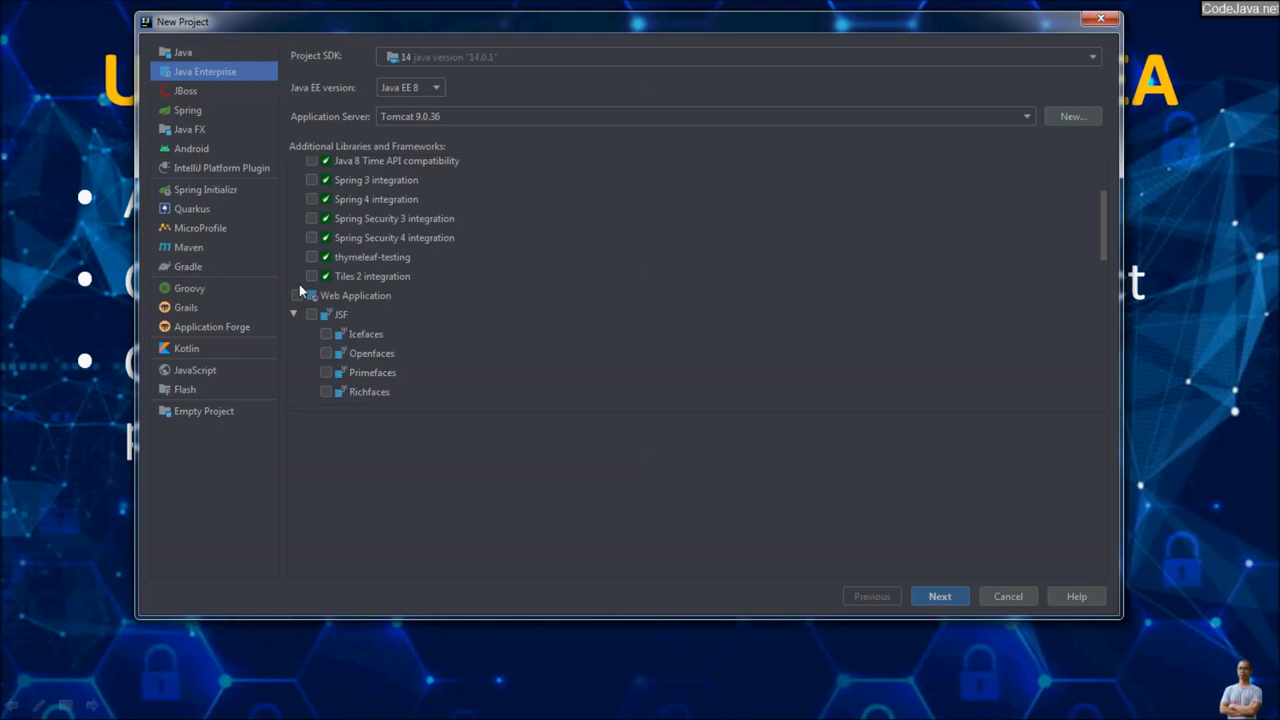 CodeJava.net
New Project
U
EA
Java
Java Enterprise
JBoss
Spring
Java FX
Android
IntelliJ Platform Plugin
Spring Initializr
Quarkus
MicroProfile
Maven
Gradle
Groovy
Grails
Application Forge
Kotlin
JavaScript
Flash
Empty Project
Project SDK: 14 java version "14.0.1"
Java EE version: Java EE 8
Application Server: Tomcat 9.0.36 New...
Additional Libraries and Frameworks:
Java 8 Time API compatibility
Spring 3 integration
Spring 4 integration
Spring Security 3 integration
Spring Security 4 integration
thymeleaf-testing
Tiles 2 integration
Web Application
JSF
Icefaces
Openfaces
Primefaces
Richfaces
Previous Next Cancel Help
t